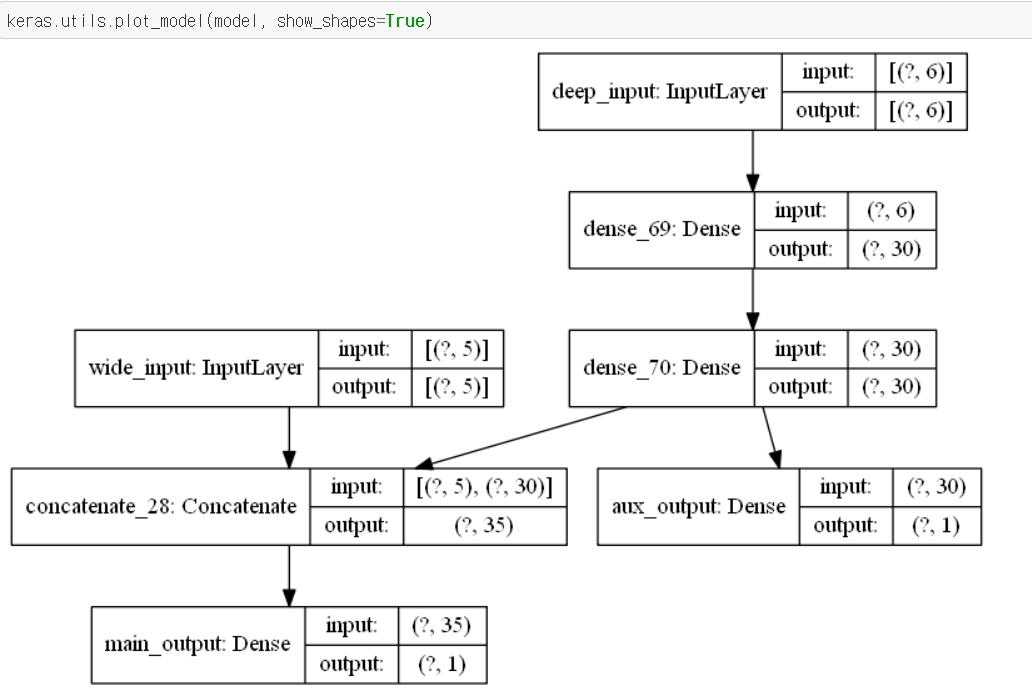 keras.utils.plot_model(model, show_shapes=True)
deep_input: InputLayer
input: [(?, 6)]
output: [(?, 6)]
dense_69: Dense
input: (?, 6)
output: (?, 30)
wide_input: InputLayer
input: [(?, 5)]
output: [(?, 5)]
dense_70: Dense
input: (?, 30)
output: (?, 30)
concatenate_28: Concatenate
input: [(?, 5), (?, 30)]
output: (?, 35)
aux_output: Dense
input: (?, 30)
output: (?, 1)
main_output: Dense
input: (?, 35)
output: (?, 1)